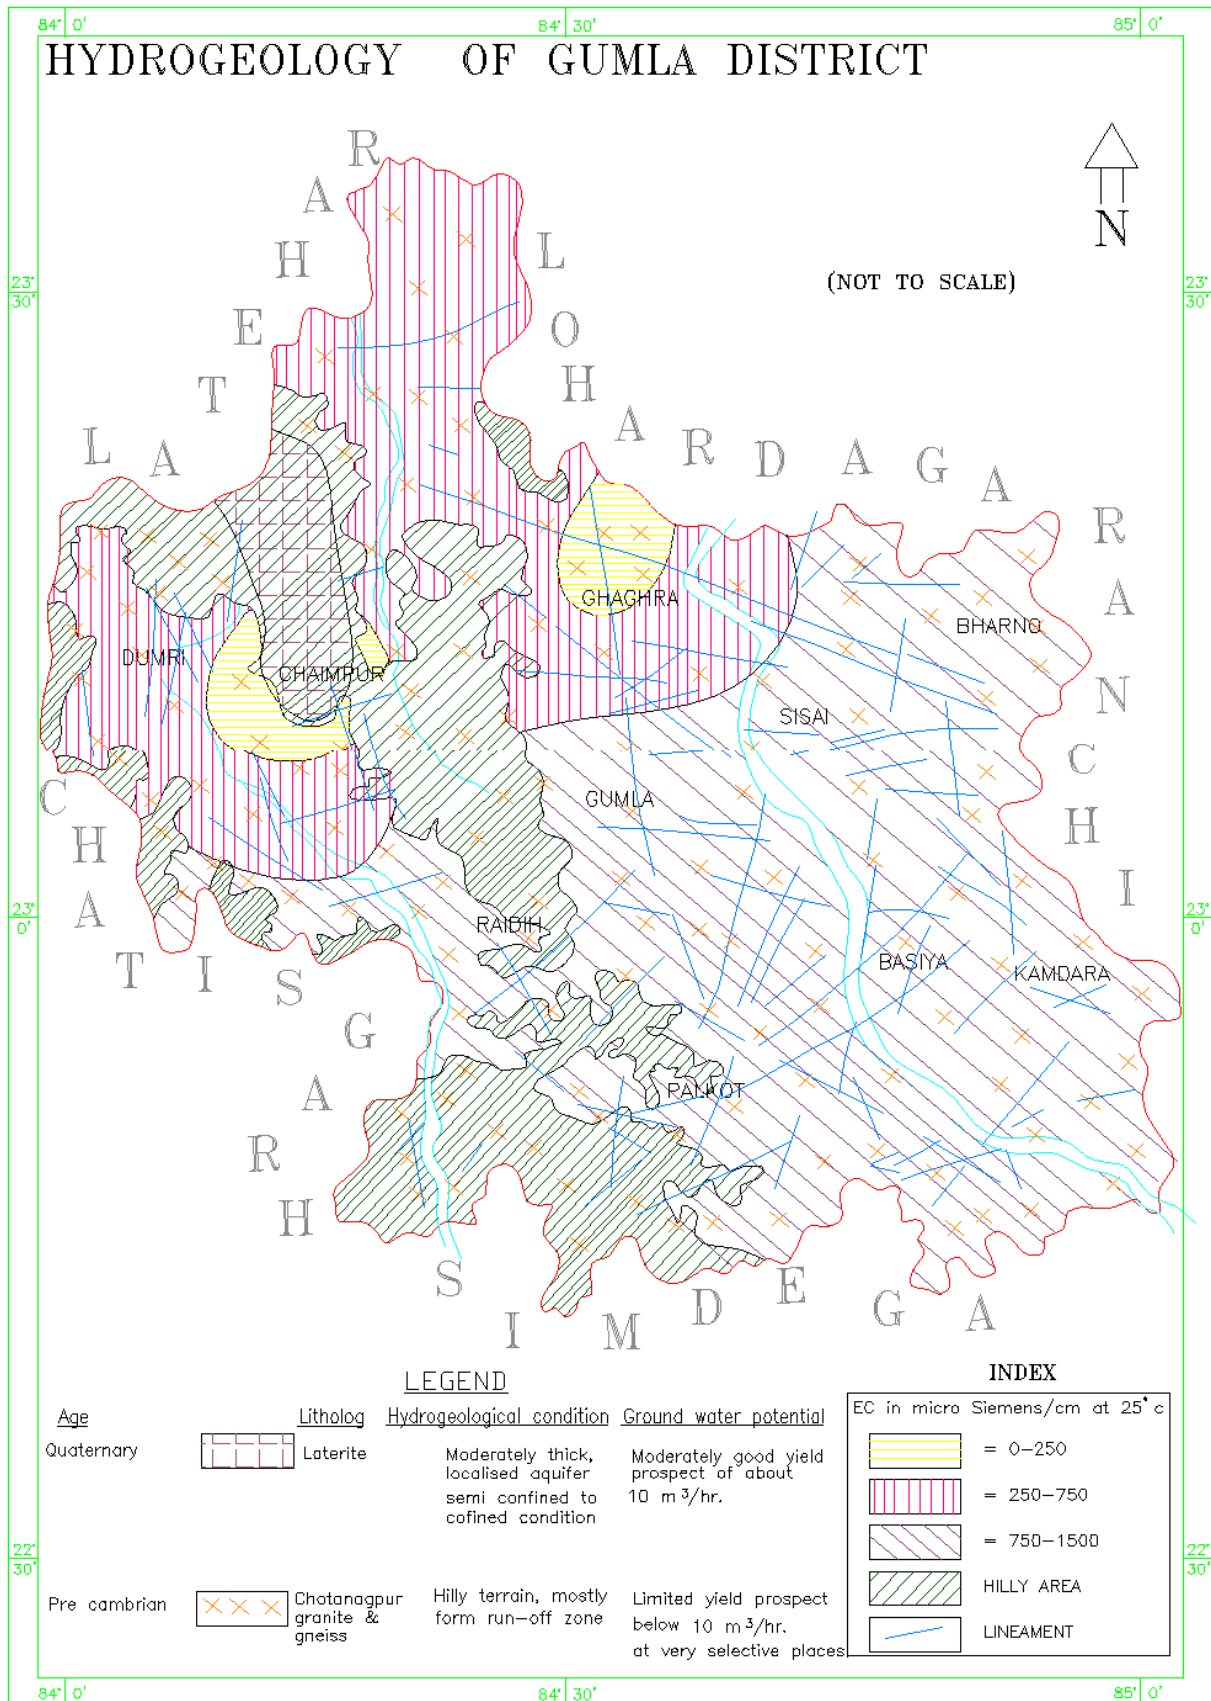 84° 0'
84° 30'
85° 0'
HYDROGEOLOGY OF GUMLA DISTRICT
N
(NOT TO SCALE)
23° 30'
23° 30'
LATEHAR
LOHARDAGA
RANCHI
CHATISGARH
SIMDEGA
GHAGHRA
BHARNO
DUMRI
CHAIMPUR
SISAI
GUMLA
RAIDIH
BASIYA
KAMDARA
PALKOT
23° 0'
23° 0'
LEGEND
Age
Litholog
Hydrogeological condition
Ground water potential
Quaternary
Laterite
Moderately thick,
localised aquifer
semi confined to
cofined condition
Moderately good yield
prospect of about
10 m³/hr.
Pre cambrian
Chotanagpur
granite &
gneiss
Hilly terrain, mostly
form run-off zone
Limited yield prospect
below 10 m³/hr.
at very selective places
INDEX
EC in micro Siemens/cm at 25° c
= 0-250
= 250-750
= 750-1500
HILLY AREA
LINEAMENT
22° 30'
22° 30'
84° 0'
84° 30'
85° 0'